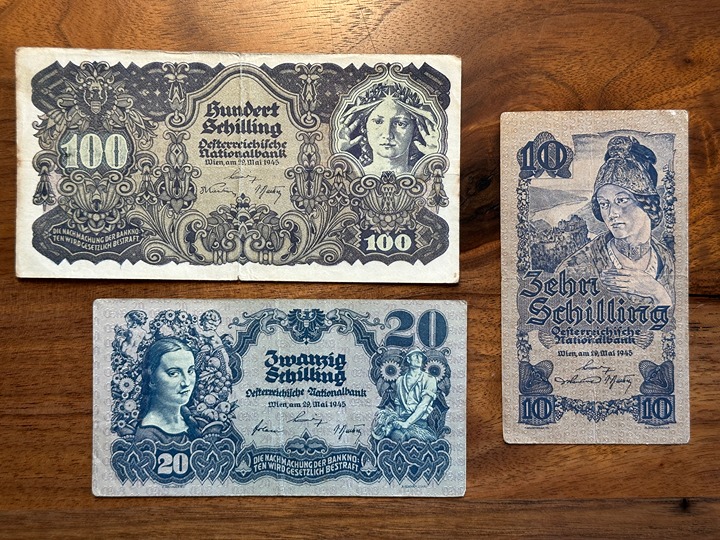 100
Hundert
Schilling
Oesterreichische
Nationalbank
Wien, am 29. Mai 1945
DIE NACHMACHUNG DER BANKNO-
TEN WIRD GESETZLICH BESTRAFT
100
20
Zwanzig
Schilling
Oesterreichische Nationalbank
Wien, am 29. Mai 1945
20
DIE NACHMACHUNG DER BANKNO-
TEN WIRD GESETZLICH BESTRAFT
10
Zehn
Schilling
Oesterreichische
Nationalbank
Wien, am 29. Mai 1945
10
10